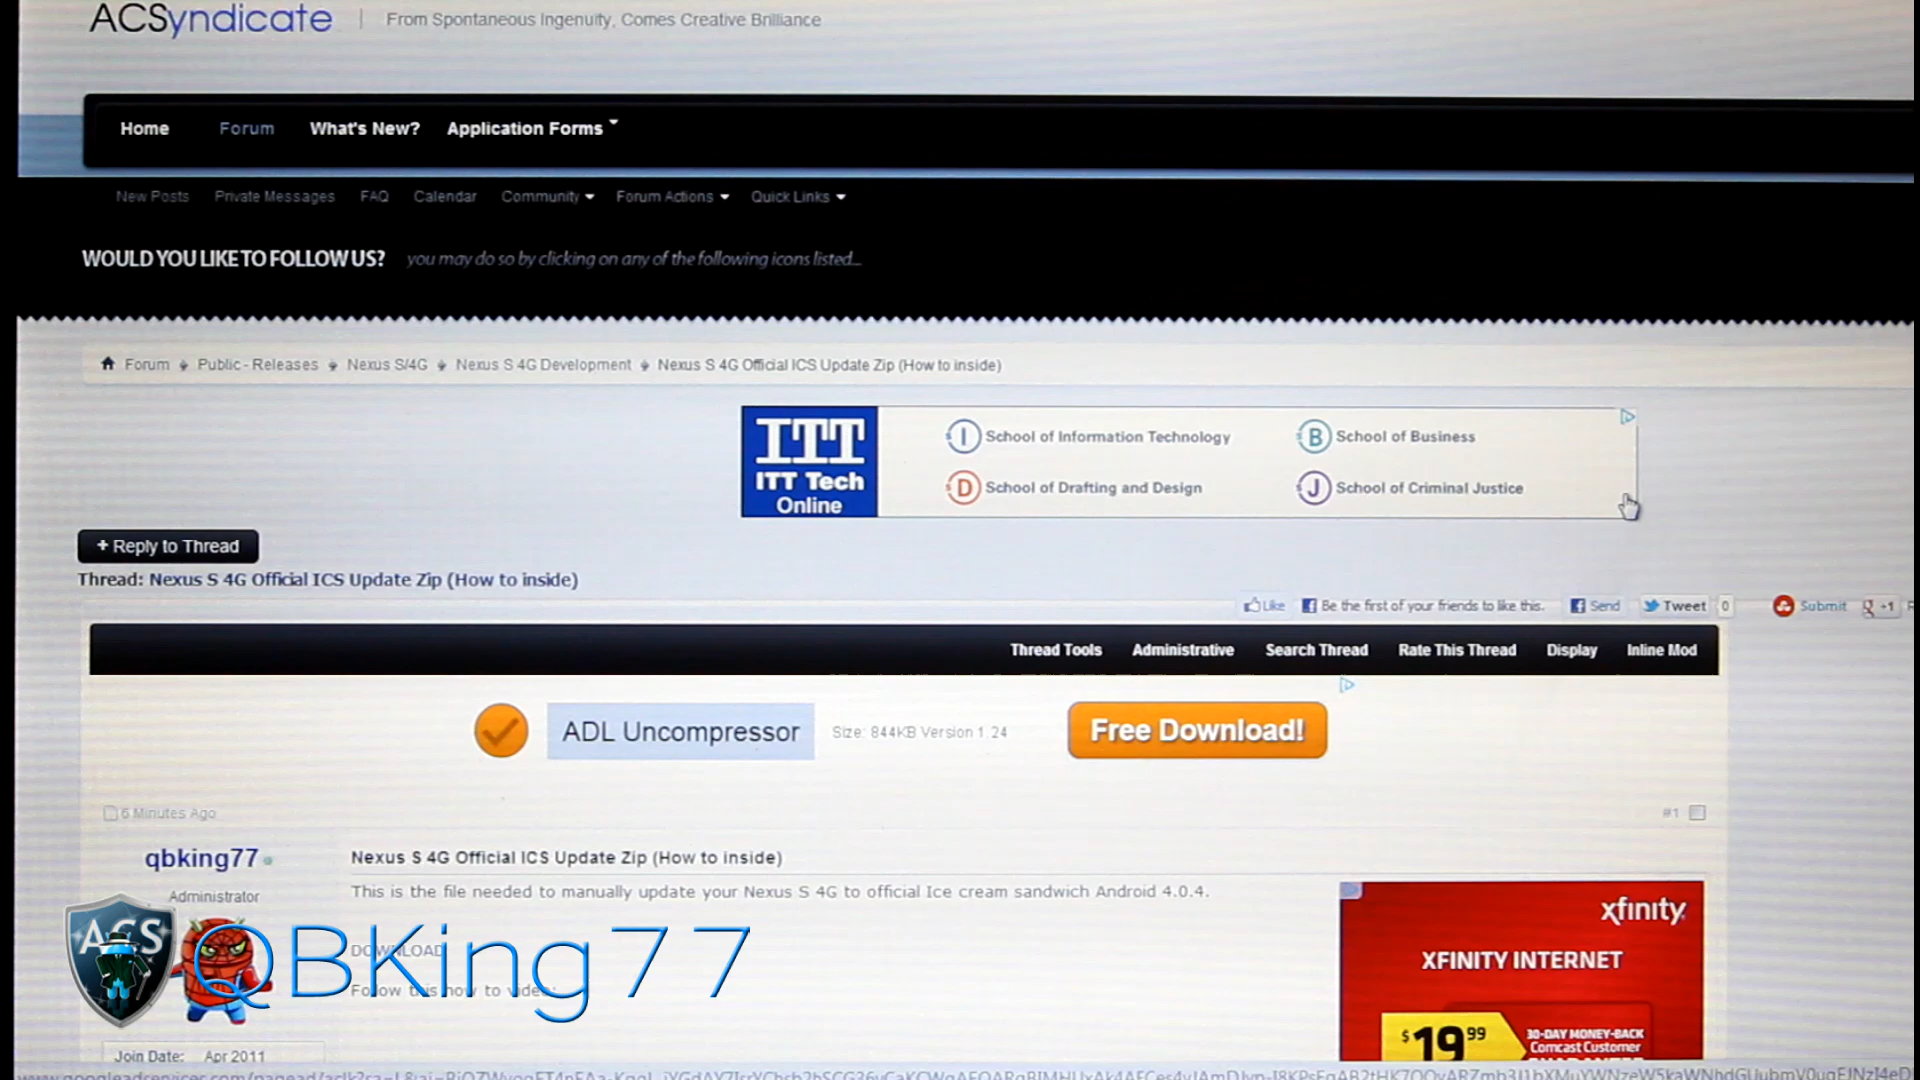 ACSyndicate | From Spontaneous Ingenuity, Comes Creative Brilliance
Home Forum What's New? Application Forms
New Posts Private Messages FAQ Calendar Community Forum Actions Quick Links
WOULD YOU LIKE TO FOLLOW US? you may do so by clicking on any of the following icons listed...
Forum Public - Releases Nexus S/4G Nexus S 4G Development Nexus S 4G Official ICS Update Zip (How to inside)
ITT
ITT Tech
Online
I School of Information Technology B School of Business
D School of Drafting and Design J School of Criminal Justice
+ Reply to Thread
Thread: Nexus S 4G Official ICS Update Zip (How to inside)
Like Be the first of your friends to like this. Send Tweet 0 Submit +1
Thread Tools Administrative Search Thread Rate This Thread Display Inline Mod
ADL Uncompressor Size: 844KB Version 1.24 Free Download!
6 Minutes Ago #1
qbking77 Nexus S 4G Official ICS Update Zip (How to inside)
Administrator This is the file needed to manually update your Nexus S 4G to official Ice cream sandwich Android 4.0.4.
DOWNLOAD
Follow this how to video:
ACS QBKing77
xfinity
XFINITY INTERNET
$19.99 30-DAY MONEY-BACK
Comcast Customer
Join Date: Apr 2011